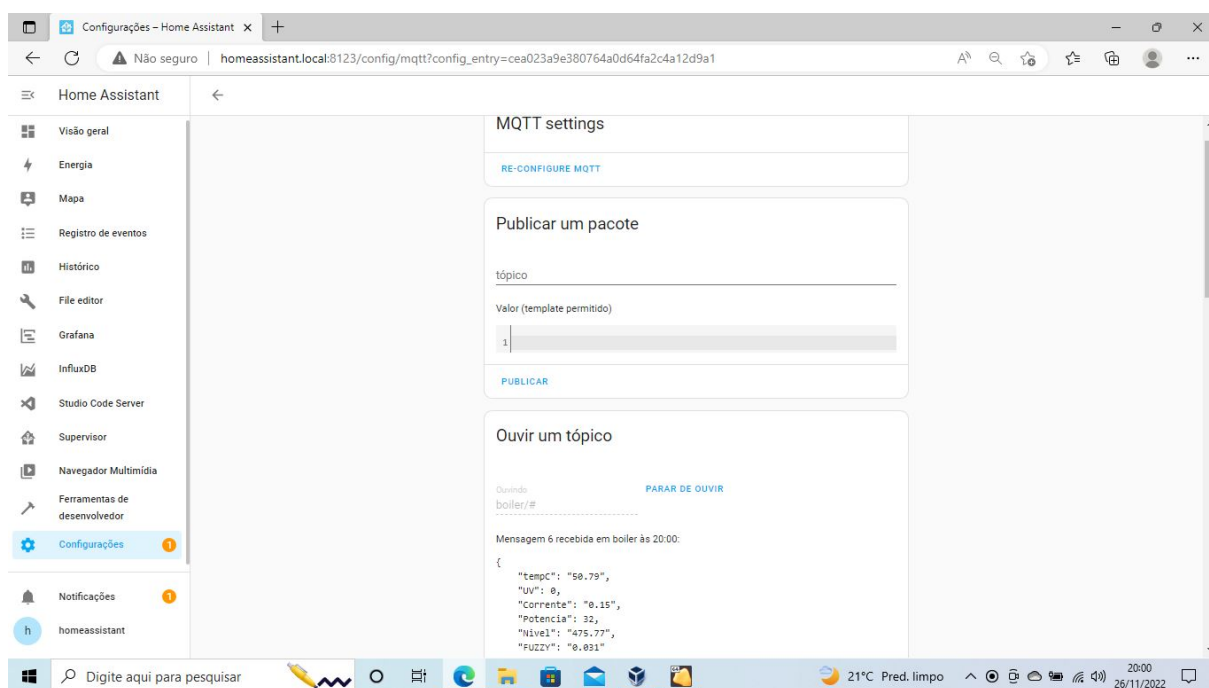 Configurações – Home Assistant
Não seguro | homeassistant.local:8123/config/mqtt?config_entry=cea023a9e380764a0d64fa2c4a12d9a1
Home Assistant
Visão geral
Energia
Mapa
Registro de eventos
Histórico
File editor
Grafana
InfluxDB
Studio Code Server
Supervisor
Navegador Multimídia
Ferramentas de
desenvolvedor
Configurações 1
Notificações 1
h homeassistant
MQTT settings
RE-CONFIGURE MQTT
Publicar um pacote
tópico
Valor (template permitido)
1
PUBLICAR
Ouvir um tópico
Ouvindo
boiler/#
PARAR DE OUVIR
Mensagem 6 recebida em boiler às 20:00:
{
"tempC": "50.79",
"UV": 0,
"Corrente": "0.15",
"Potencia": 32,
"Nivel": "475.77",
"FUZZY": "0.031"
Digite aqui para pesquisar
21°C Pred. limpo
20:00
26/11/2022